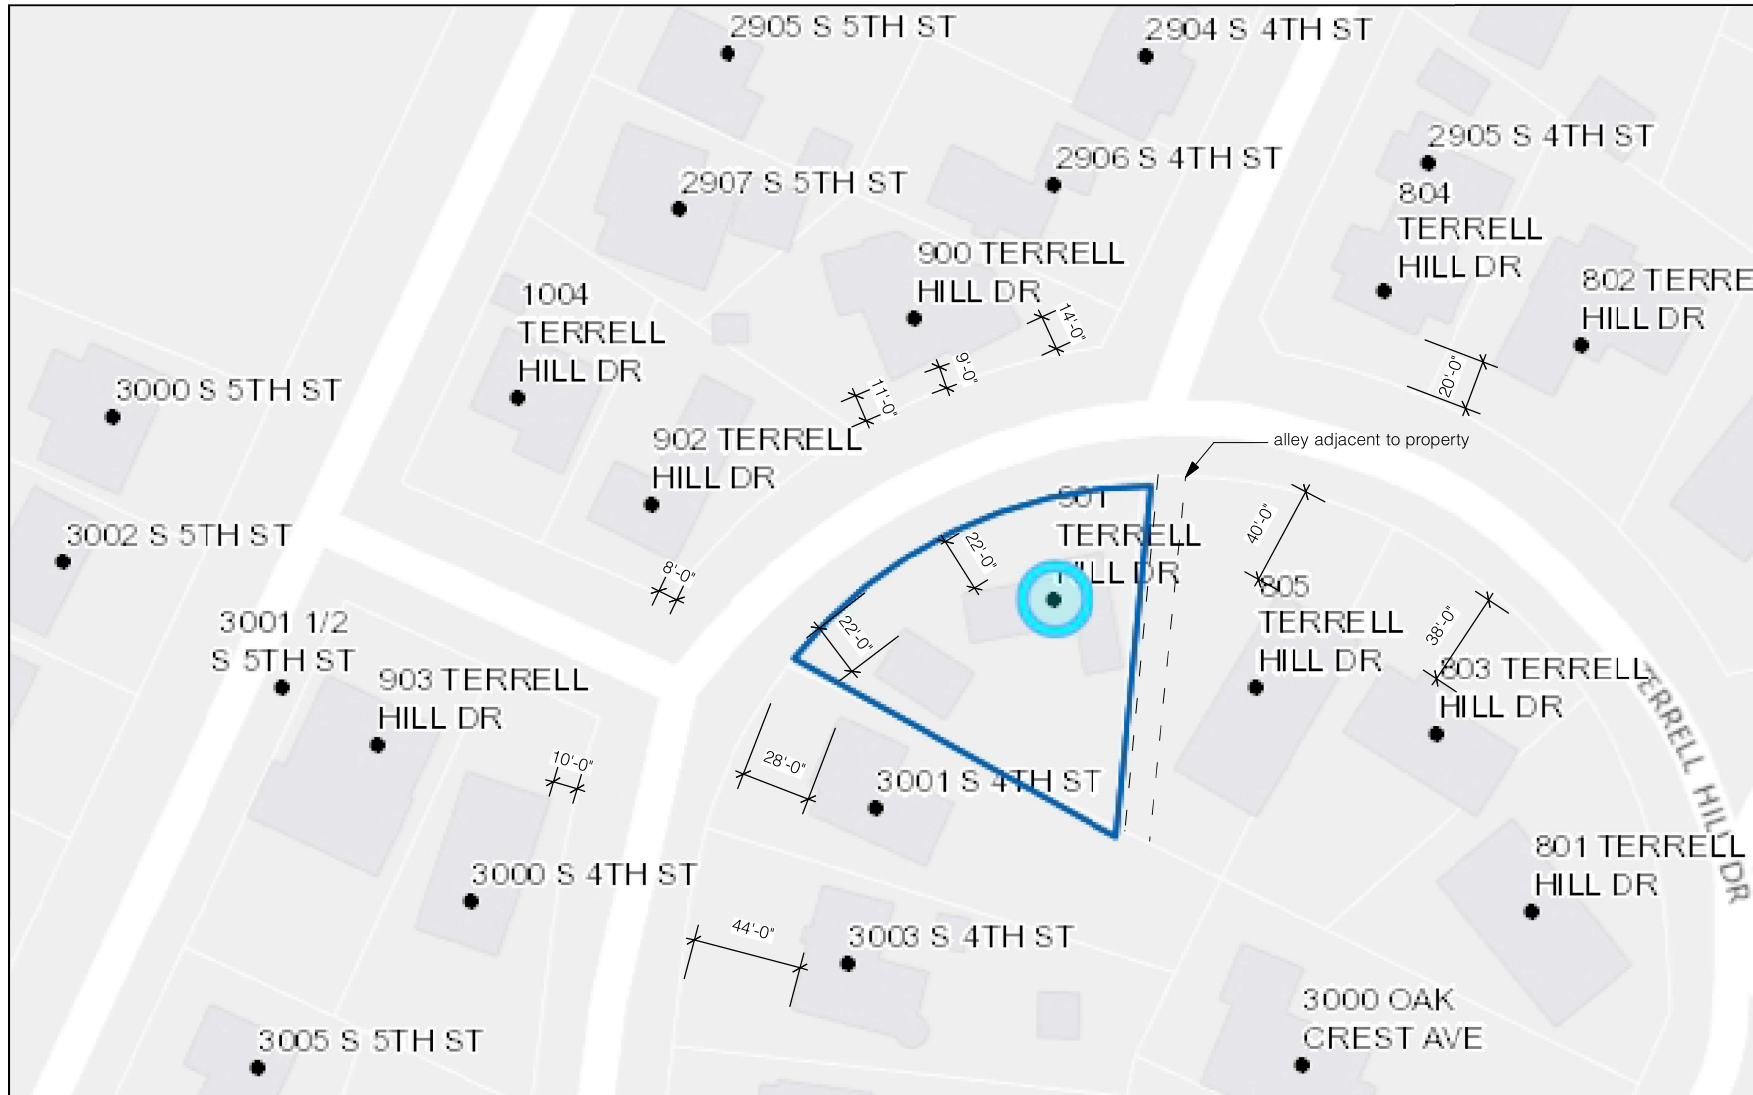 2905 S 5TH ST
2904 S 4TH ST
2905 S 4TH ST
2906 S 4TH ST
2907 S 5TH ST
804
TERRELL
HILL DR
900 TERRELL
HILL DR
802 TERRE
HILL DR
1004
TERRELL
HILL DR
14'-0"
9'-0"
11'-0"
20'-0"
3000 S 5TH ST
902 TERRELL
HILL DR
alley adjacent to property
901
TERRELL
HILL DR
40'-0"
22'-0"
3002 S 5TH ST
8'-0"
22'-0"
805
TERRELL
HILL DR
38'-0"
803 TERRELL
HILL DR
TERRELL HILL DR
3001 1/2
S 5TH ST
903 TERRELL
HILL DR
10'-0"
28'-0"
3001 S 4TH ST
801 TERRELL
HILL DR
3000 S 4TH ST
44'-0"
3003 S 4TH ST
3000 OAK
CREST AVE
3005 S 5TH ST